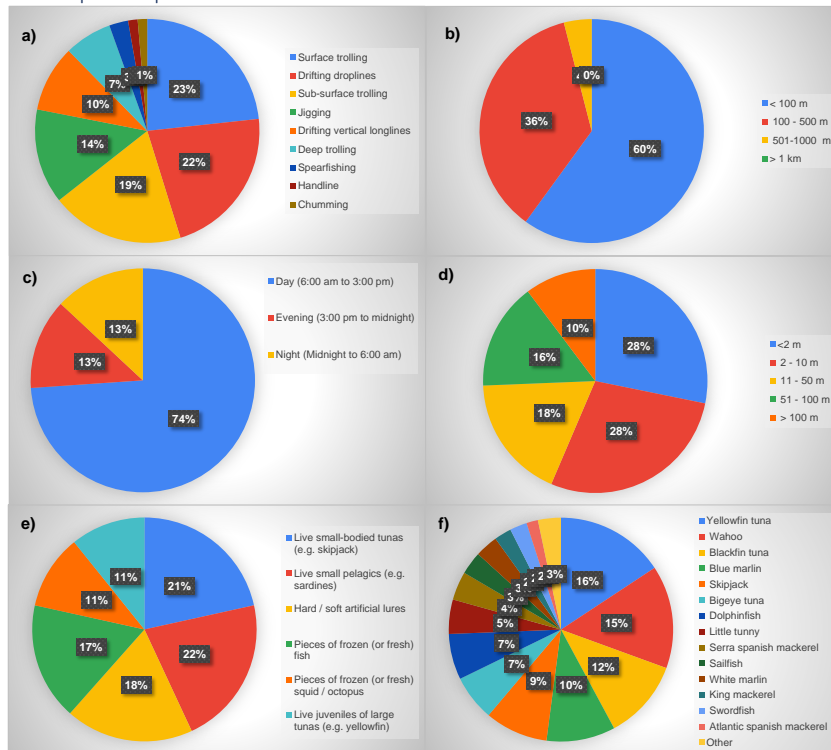 a)
23%
22%
19%
14%
10%
7%
1%
Surface trolling
Drifting droplines
Sub-surface trolling
Jigging
Drifting vertical longlines
Deep trolling
Spearfishing
Handline
Chumming
b)
60%
36%
0%
< 100 m
100 - 500 m
501-1000 m
> 1 km
c)
74%
13%
13%
Day (6:00 am to 3:00 pm)
Evening (3:00 pm to midnight)
Night (Midnight to 6:00 am)
d)
28%
28%
18%
16%
10%
<2 m
2 - 10 m
11 - 50 m
51 - 100 m
> 100 m
e)
21%
22%
18%
17%
11%
11%
Live small-bodied tunas
(e.g. skipjack)
Live small pelagics (e.g.
sardines)
Hard / soft artificial lures
Pieces of frozen (or fresh)
fish
Pieces of frozen (or fresh)
squid / octopus
Live juveniles of large
tunas (e.g. yellowfin)
f)
16%
15%
12%
10%
9%
7%
7%
5%
4%
3%
Yellowfin tuna
Wahoo
Blackfin tuna
Blue marlin
Skipjack
Bigeye tuna
Dolphinfish
Little tunny
Serra spanish mackerel
Sailfish
White marlin
King mackerel
Swordfish
Atlantic spanish mackerel
Other